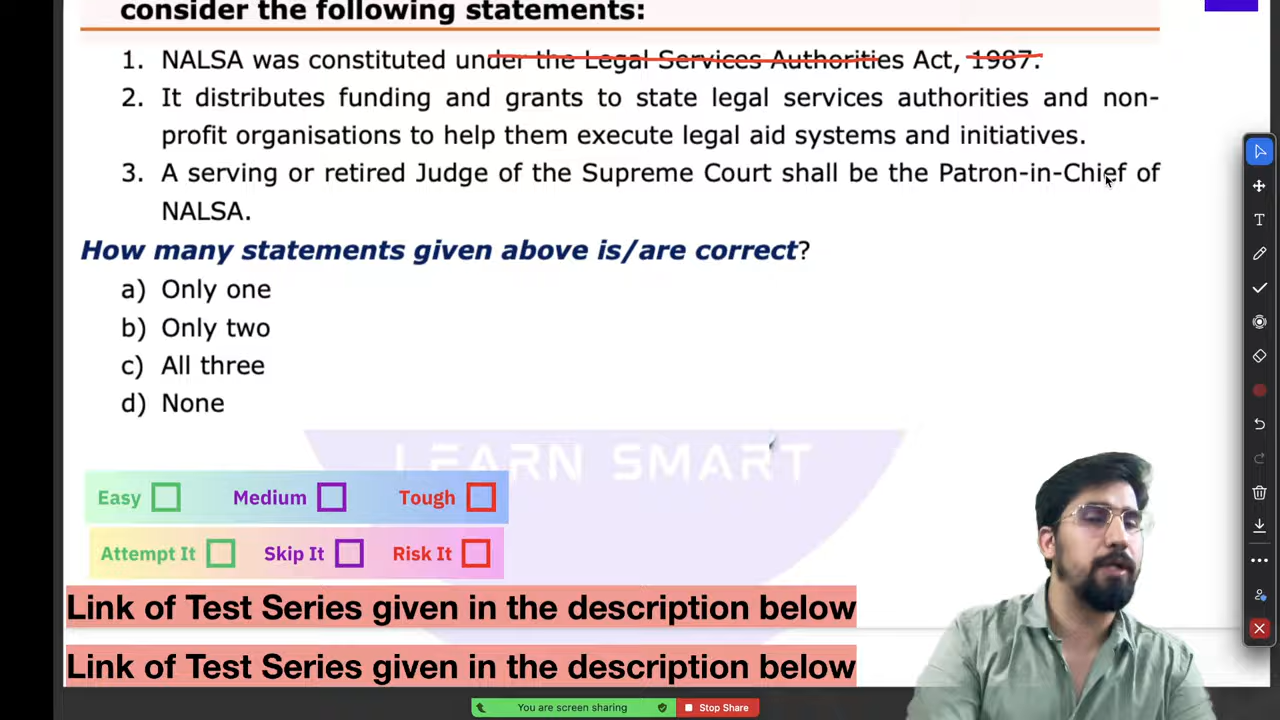 consider the following statements:
1. NALSA was constituted under the Legal Services Authorities Act, 1987.
2. It distributes funding and grants to state legal services authorities and non-
profit organisations to help them execute legal aid systems and initiatives.
3. A serving or retired Judge of the Supreme Court shall be the Patron-in-Chief of
NALSA.
How many statements given above is/are correct?
a) Only one
b) Only two
c) All three
d) None
LEARN SMART
Easy Medium Tough
Attempt It Skip It Risk It
Link of Test Series given in the description below
Link of Test Series given in the description below
You are screen sharing Stop Share
T